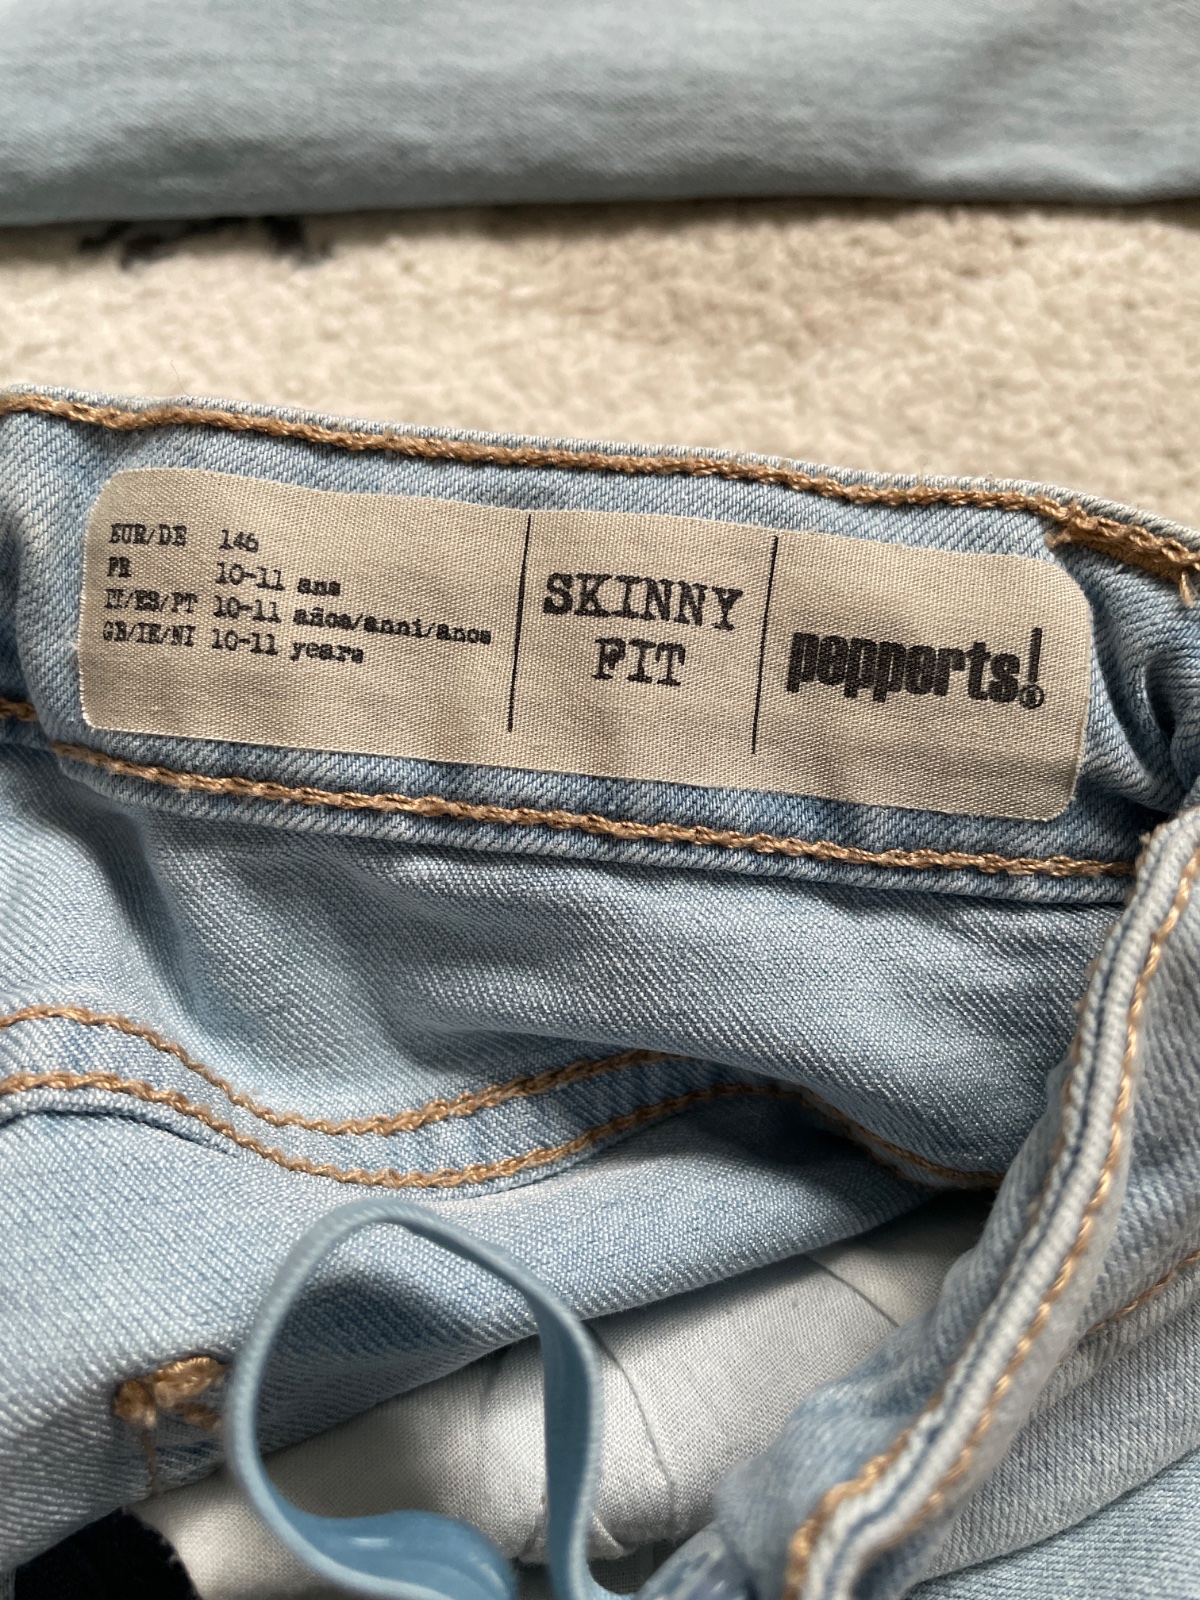 EUR/DE 146
FR 10-11 ans
IT/ES/PT 10-11 años/anni/anos
GB/IE/NI 10-11 years
SKINNY
FIT
pepperts!®